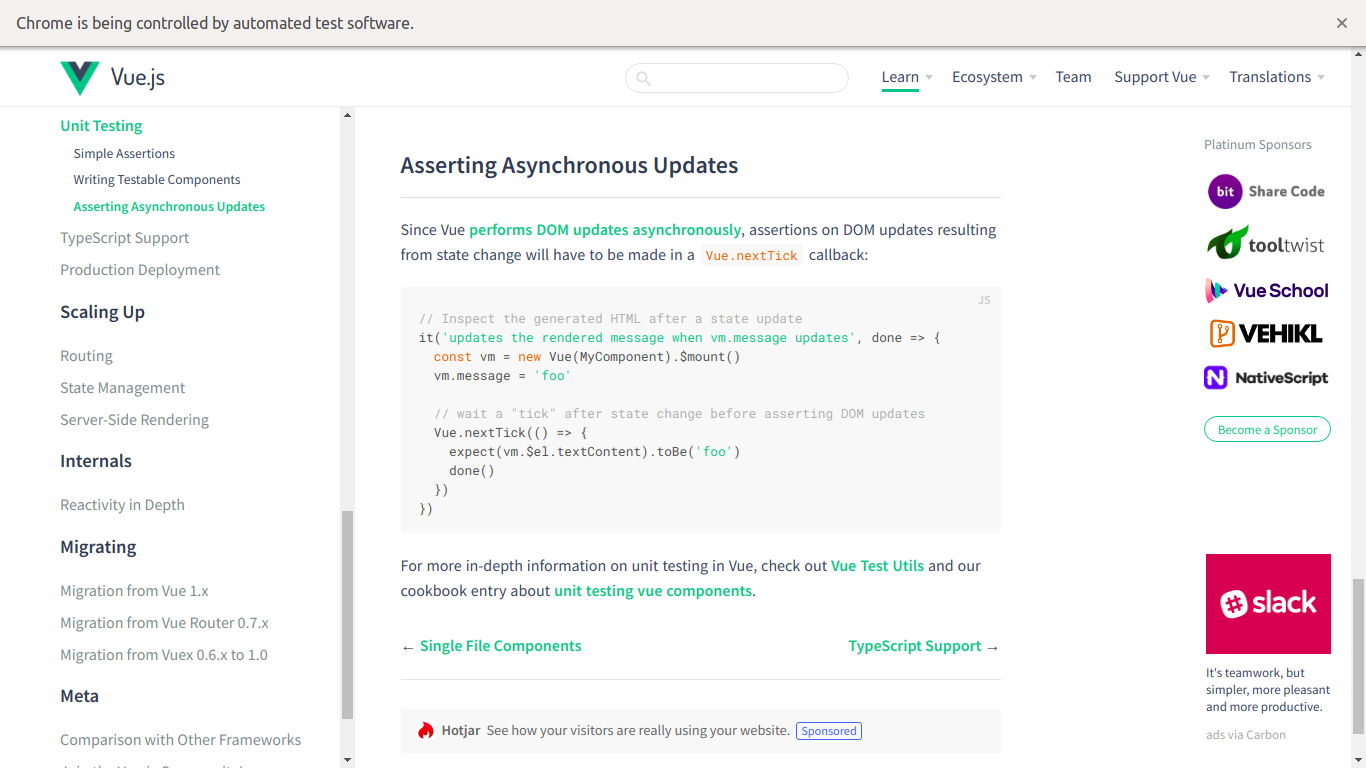 Chrome is being controlled by automated test software.
Vue.js
Learn
Ecosystem
Team
Support Vue
Translations
Unit Testing
Simple Assertions
Writing Testable Components
Asserting Asynchronous Updates
TypeScript Support
Production Deployment
Scaling Up
Routing
State Management
Server-Side Rendering
Internals
Reactivity in Depth
Migrating
Migration from Vue 1.x
Migration from Vue Router 0.7.x
Migration from Vuex 0.6.x to 1.0
Meta
Comparison with Other Frameworks
Asserting Asynchronous Updates
Since Vue performs DOM updates asynchronously, assertions on DOM updates resulting
from state change will have to be made in a Vue.nextTick callback:
JS
// Inspect the generated HTML after a state update
it('updates the rendered message when vm.message updates', done => {
  const vm = new Vue(MyComponent).$mount()
  vm.message = 'foo'
  // wait a "tick" after state change before asserting DOM updates
  Vue.nextTick(() => {
    expect(vm.$el.textContent).toBe('foo')
    done()
  })
})
For more in-depth information on unit testing in Vue, check out Vue Test Utils and our
cookbook entry about unit testing vue components.
← Single File Components
TypeScript Support →
Hotjar See how your visitors are really using your website. Sponsored
Platinum Sponsors
bit Share Code
tooltwist
Vue School
VEHIKL
NativeScript
Become a Sponsor
slack
It's teamwork, but
simpler, more pleasant
and more productive.
ads via Carbon